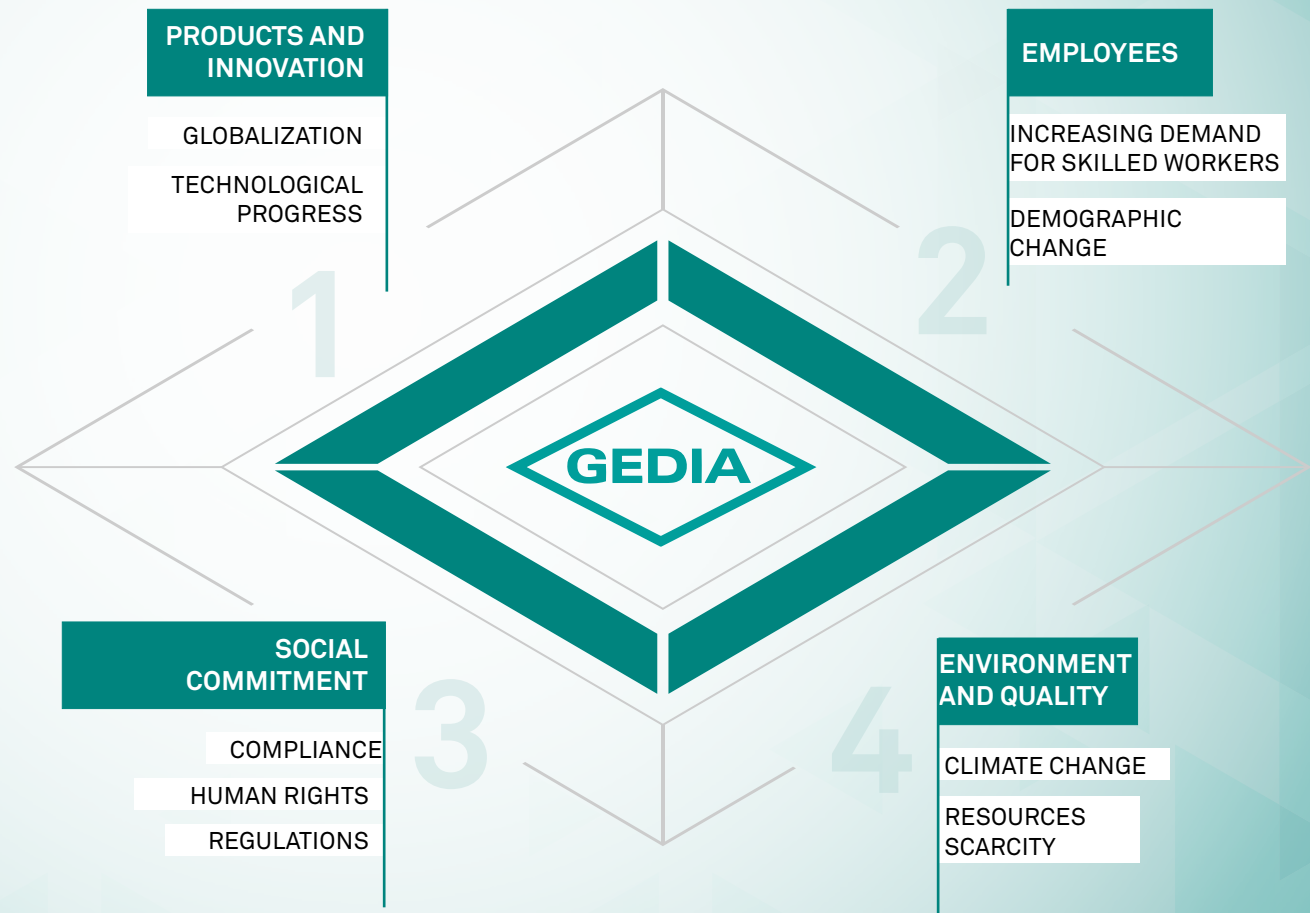 PRODUCTS AND
INNOVATION
GLOBALIZATION
TECHNOLOGICAL
PROGRESS
1
EMPLOYEES
INCREASING DEMAND
FOR SKILLED WORKERS
DEMOGRAPHIC
CHANGE
2
GEDIA
SOCIAL
COMMITMENT
COMPLIANCE
HUMAN RIGHTS
REGULATIONS
3
ENVIRONMENT
AND QUALITY
CLIMATE CHANGE
RESOURCES
SCARCITY
4